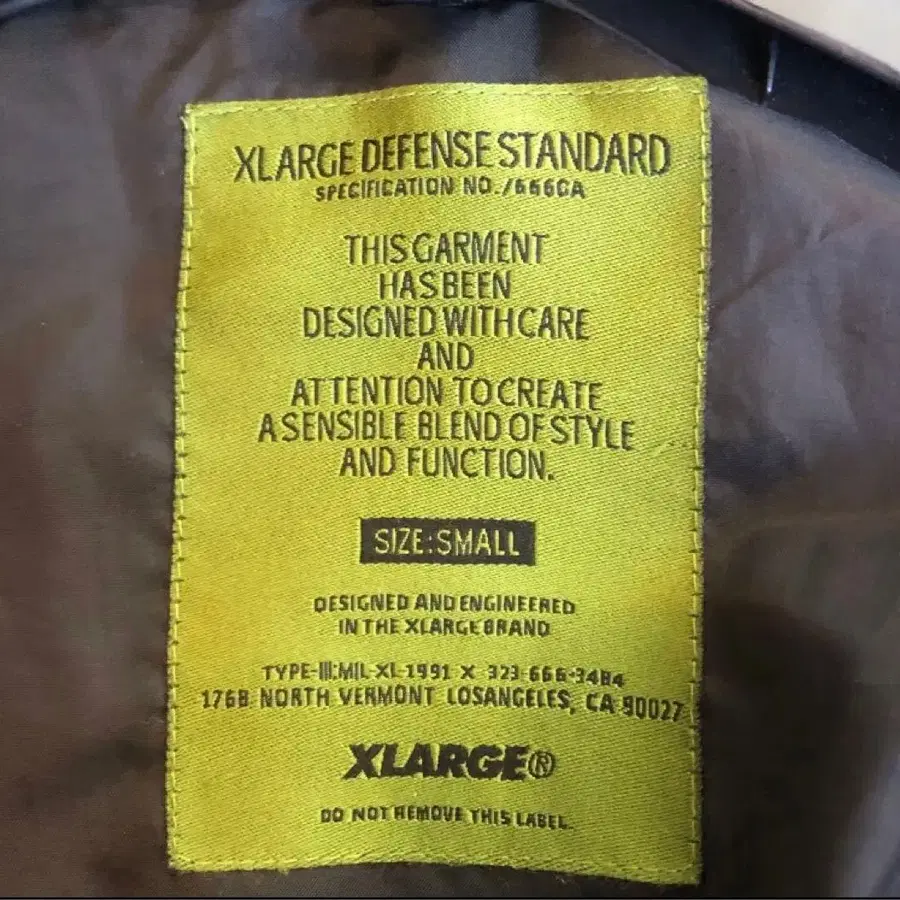 XLARGE DEFENSE STANDARD
SPECIFICATION NO./666CA
THIS GARMENT
HAS BEEN
DESIGNED WITH CARE
AND
ATTENTION TO CREATE
A SENSIBLE BLEND OF STYLE
AND FUNCTION.
SIZE:SMALL
DESIGNED AND ENGINEERED
IN THE XLARGE BRAND
TYPE-III:MIL-XL-1991 X 323-666-3484
1768 NORTH VERMONT LOSANGELES, CA 90027
XLARGE®
DO NOT REMOVE THIS LABEL.